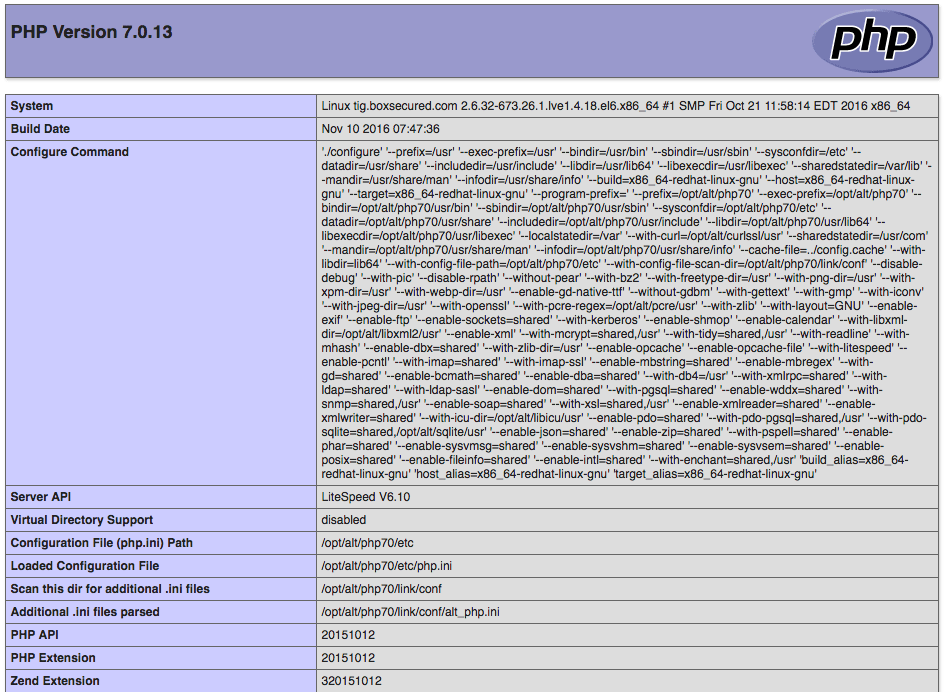 PHP Version 7.0.13
php
System
Linux tig.boxsecured.com 2.6.32-673.26.1.lve1.4.18.el6.x86_64 #1 SMP Fri Oct 21 11:58:14 EDT 2016 x86_64
Build Date
Nov 10 2016 07:47:36
Configure Command
'./configure' '--prefix=/usr' '--exec-prefix=/usr' '--bindir=/usr/bin' '--sbindir=/usr/sbin' '--sysconfdir=/etc' '--
datadir=/usr/share' '--includedir=/usr/include' '--libdir=/usr/lib64' '--libexecdir=/usr/libexec' '--sharedstatedir=/var/lib' '-
-mandir=/usr/share/man' '--infodir=/usr/share/info' '--build=x86_64-redhat-linux-gnu' '--host=x86_64-redhat-linux-
gnu' '--target=x86_64-redhat-linux-gnu' '--program-prefix=' '--prefix=/opt/alt/php70' '--exec-prefix=/opt/alt/php70' '--
bindir=/opt/alt/php70/usr/bin' '--sbindir=/opt/alt/php70/usr/sbin' '--sysconfdir=/opt/alt/php70/etc' '--
datadir=/opt/alt/php70/usr/share' '--includedir=/opt/alt/php70/usr/include' '--libdir=/opt/alt/php70/usr/lib64' '--
libexecdir=/opt/alt/php70/usr/libexec' '--localstatedir=/var' '--with-curl=/opt/alt/curlssl/usr' '--sharedstatedir=/usr/com'
'--mandir=/opt/alt/php70/usr/share/man' '--infodir=/opt/alt/php70/usr/share/info' '--cache-file=../config.cache' '--with-
libdir=lib64' '--with-config-file-path=/opt/alt/php70/etc' '--with-config-file-scan-dir=/opt/alt/php70/link/conf' '--disable-
debug' '--with-pic' '--disable-rpath' '--without-pear' '--with-bz2' '--with-freetype-dir=/usr' '--with-png-dir=/usr' '--with-
xpm-dir=/usr' '--with-webp-dir=/usr' '--enable-gd-native-ttf' '--without-gdbm' '--with-gettext' '--with-gmp' '--with-iconv'
'--with-jpeg-dir=/usr' '--with-openssl' '--with-pcre-regex=/opt/alt/pcre/usr' '--with-zlib' '--with-layout=GNU' '--enable-
exif' '--enable-ftp' '--enable-sockets=shared' '--with-kerberos' '--enable-shmop' '--enable-calendar' '--with-libxml-
dir=/opt/alt/libxml2/usr' '--enable-xml' '--with-mcrypt=shared,/usr' '--with-tidy=shared,/usr' '--with-readline' '--with-
mhash' '--enable-dbx=shared' '--with-zlib-dir=/usr' '--enable-opcache' '--enable-opcache-file' '--with-litespeed' '--
enable-pcntl' '--with-imap=shared' '--with-imap-ssl' '--enable-mbstring=shared' '--enable-mbregex' '--with-
gd=shared' '--enable-bcmath=shared' '--enable-dba=shared' '--with-db4=/usr' '--with-xmlrpc=shared' '--with-
ldap=shared' '--with-ldap-sasl' '--enable-dom=shared' '--with-pgsql=shared' '--enable-wddx=shared' '--with-
snmp=shared,/usr' '--enable-soap=shared' '--with-xsl=shared,/usr' '--enable-xmlreader=shared' '--enable-
xmlwriter=shared' '--with-icu-dir=/opt/alt/libicu/usr' '--enable-pdo=shared' '--with-pdo-pgsql=shared,/usr' '--with-pdo-
sqlite=shared,/opt/alt/sqlite/usr' '--enable-json=shared' '--enable-zip=shared' '--with-pspell=shared' '--enable-
phar=shared' '--enable-sysvmsg=shared' '--enable-sysvshm=shared' '--enable-sysvsem=shared' '--enable-
posix=shared' '--enable-fileinfo=shared' '--enable-intl=shared' '--with-enchant=shared,/usr' 'build_alias=x86_64-
redhat-linux-gnu' 'host_alias=x86_64-redhat-linux-gnu' 'target_alias=x86_64-redhat-linux-gnu'
Server API
LiteSpeed V6.10
Virtual Directory Support
disabled
Configuration File (php.ini) Path
/opt/alt/php70/etc
Loaded Configuration File
/opt/alt/php70/etc/php.ini
Scan this dir for additional .ini files
/opt/alt/php70/link/conf
Additional .ini files parsed
/opt/alt/php70/link/conf/alt_php.ini
PHP API
20151012
PHP Extension
20151012
Zend Extension
320151012